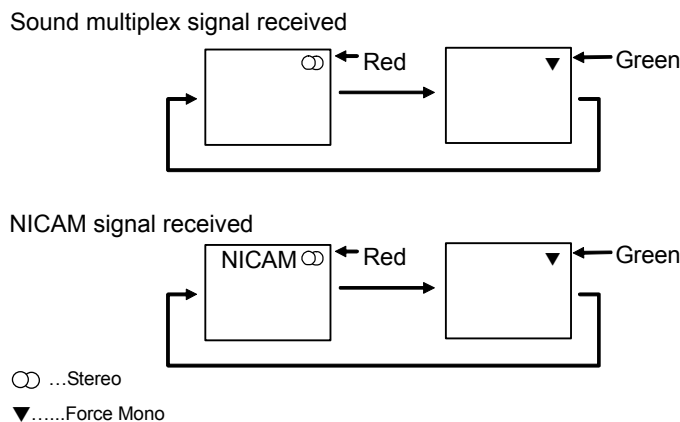 Sound multiplex signal received
Red
Green
NICAM signal received
NICAM
Red
Green
…Stereo
▼…...Force Mono